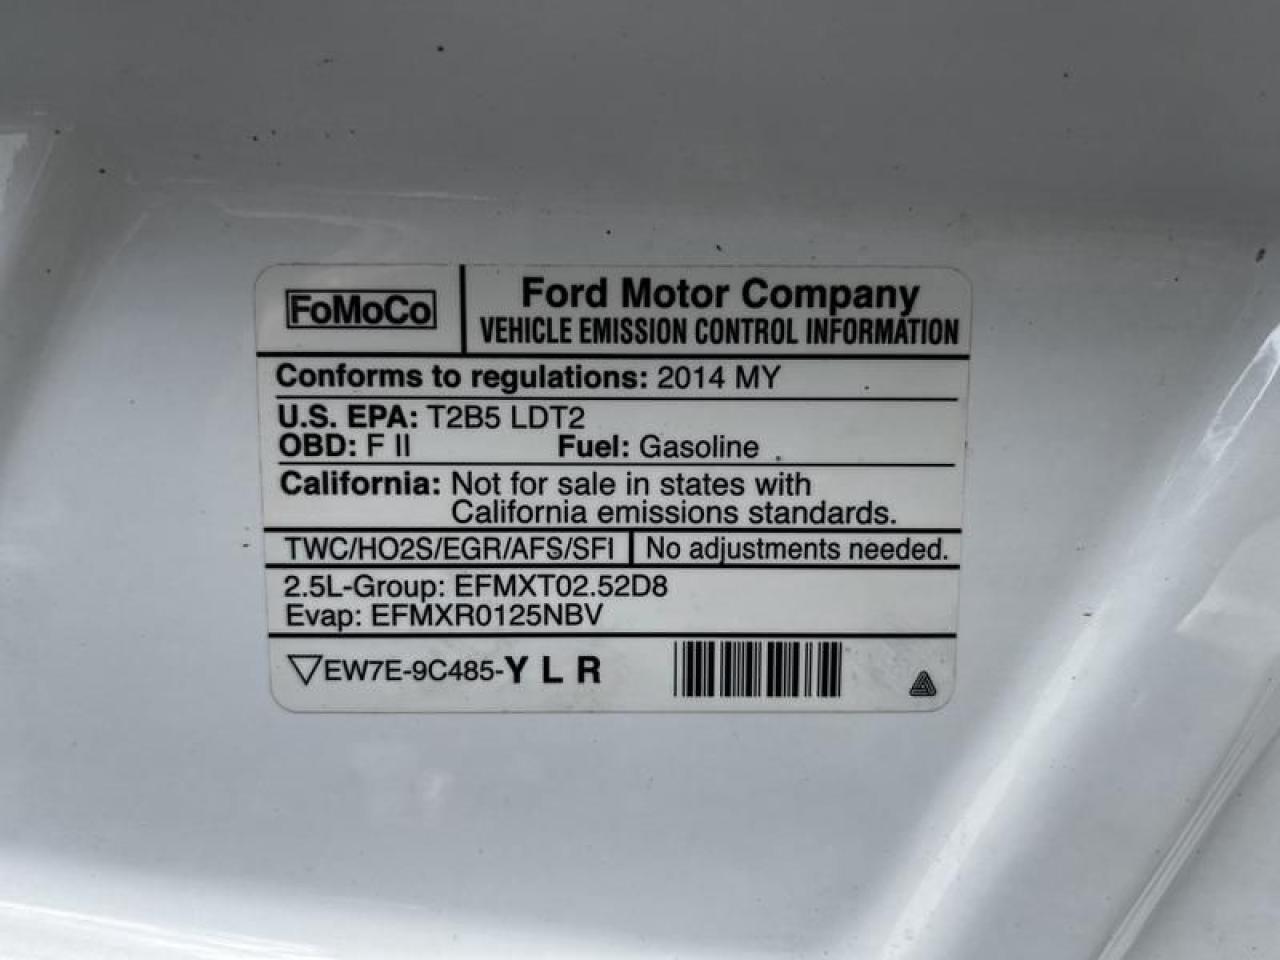 FoMoCo
Ford Motor Company
VEHICLE EMISSION CONTROL INFORMATION
Conforms to regulations: 2014 MY
U.S. EPA: T2B5 LDT2
OBD: F II Fuel: Gasoline
California: Not for sale in states with
California emissions standards.
TWC/HO2S/EGR/AFS/SFI No adjustments needed.
2.5L-Group: EFMXT02.52D8
Evap: EFMXR0125NBV
EW7E-9C485-Y L R